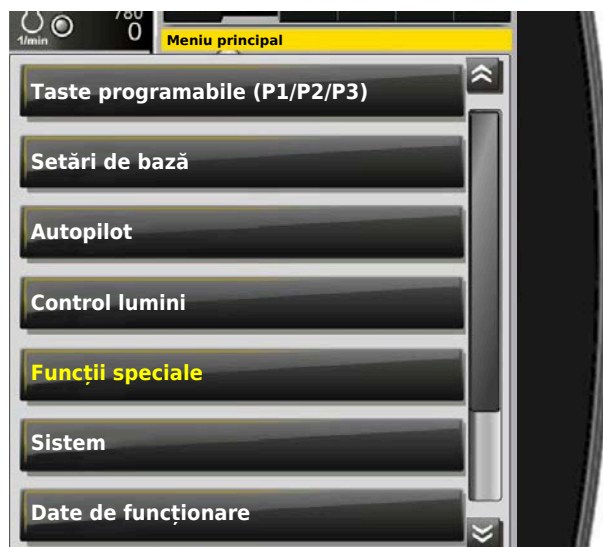 780
1/min
0
Meniu principal
Taste programabile (P1/P2/P3)
Setări de bază
Autopilot
Control lumini
Funcții speciale
Sistem
Date de funcționare